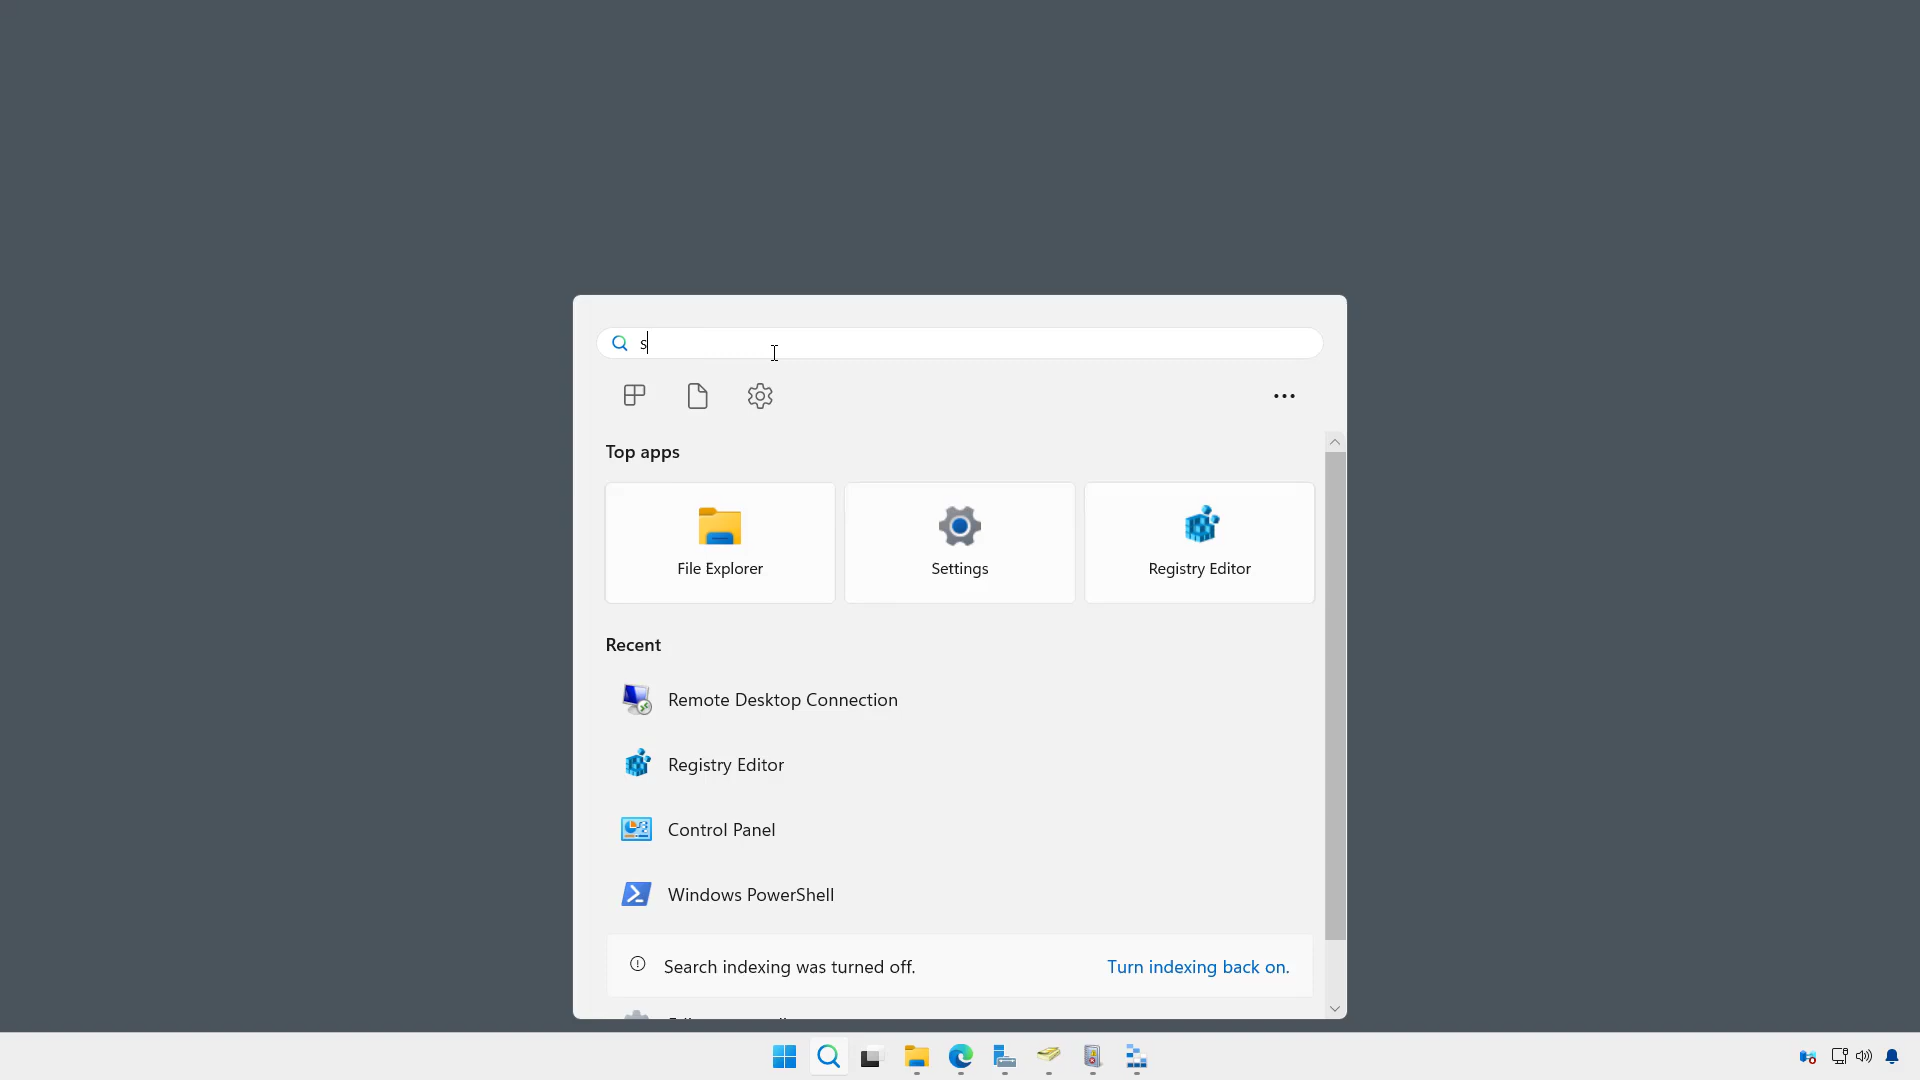 s
Top apps
File Explorer
Settings
Registry Editor
Recent
Remote Desktop Connection
Registry Editor
Control Panel
Windows PowerShell
Search indexing was turned off. Turn indexing back on.